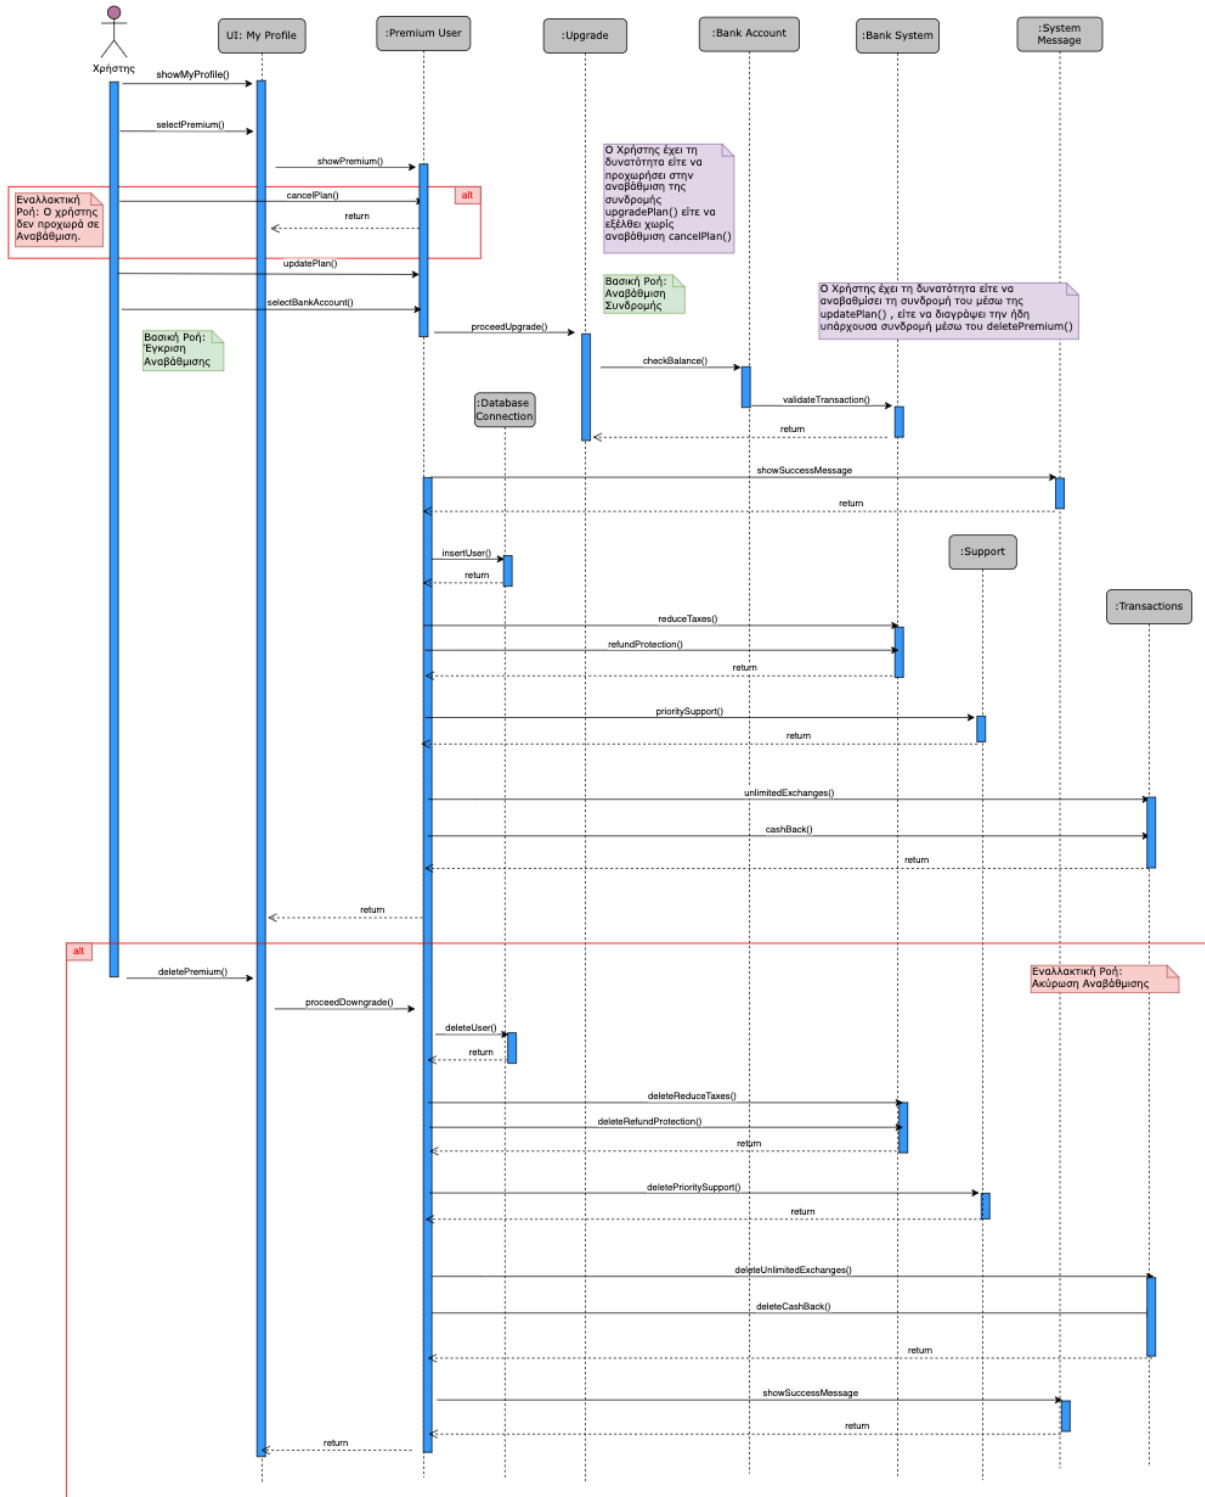 Χρήστης
UI: My Profile
:Premium User
:Upgrade
:Bank Account
:Bank System
:System
Message
showMyProfile()
selectPremium()
showPremium()
Ο Χρήστης έχει τη
δυνατότητα είτε να
προχωρήσει στην
αναβάθμιση της
συνδρομής
upgradePlan() είτε να
εξέλθει χωρίς
αναβάθμιση cancelPlan()
alt
Εναλλακτική
Ροή: Ο χρήστης
δεν προχωρά σε
Αναβάθμιση.
cancelPlan()
return
updatePlan()
Βασική Ροή:
Αναβάθμιση
Συνδρομής
Ο Χρήστης έχει τη δυνατότητα είτε να
αναβαθμίσει τη συνδρομή του μέσω της
updatePlan() , είτε να διαγράψει την ήδη
υπάρχουσα συνδρομή μέσω του deletePremium()
selectBankAccount()
proceedUpgrade()
Βασική Ροή:
Έγκριση
Αναβάθμισης
checkBalance()
:Database
Connection
validateTransaction()
return
showSuccessMessage
return
:Support
insertUser()
return
:Transactions
reduceTaxes()
refundProtection()
return
prioritySupport()
return
unlimitedExchanges()
cashBack()
return
return
alt
Εναλλακτική Ροή:
Ακύρωση Αναβάθμισης
deletePremium()
proceedDowngrade()
deleteUser()
return
deleteReduceTaxes()
deleteRefundProtection()
return
deletePrioritySupport()
return
deleteUnlimitedExchanges()
deleteCashBack()
return
showSuccessMessage
return
return